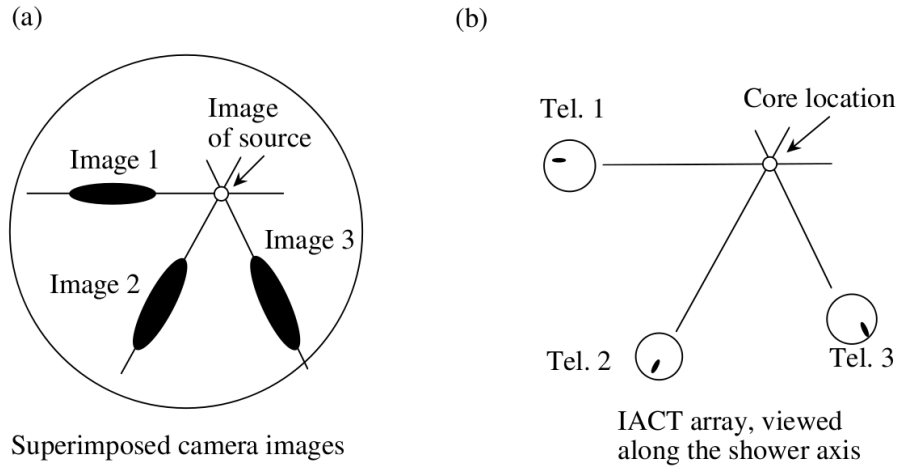 (a)
Image
of source
Image 1
Image 3
Image 2
Superimposed camera images
(b)
Core location
Tel. 1
Tel. 2
Tel. 3
IACT array, viewed
along the shower axis